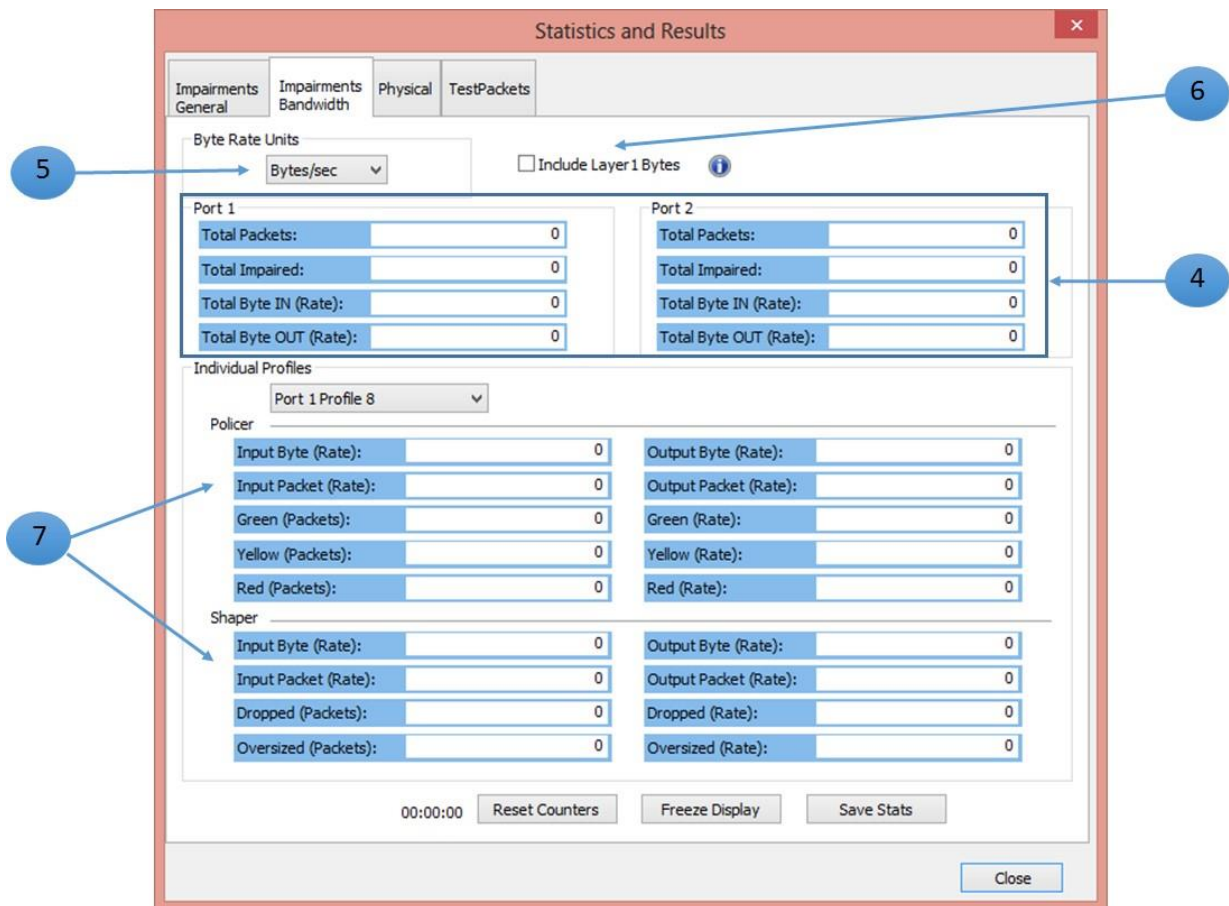 Statistics and Results
×
Impairments
General
Impairments
Bandwidth
Physical
TestPackets
6
Byte Rate Units
5
Bytes/sec
Include Layer1 Bytes
i
Port 1
Total Packets: 0
Total Impaired: 0
Total Byte IN (Rate): 0
Total Byte OUT (Rate): 0
Port 2
Total Packets: 0
Total Impaired: 0
Total Byte IN (Rate): 0
Total Byte OUT (Rate): 0
4
Individual Profiles
Port 1 Profile 8
Policer
Input Byte (Rate): 0 Output Byte (Rate): 0
Input Packet (Rate): 0 Output Packet (Rate): 0
Green (Packets): 0 Green (Rate): 0
Yellow (Packets): 0 Yellow (Rate): 0
Red (Packets): 0 Red (Rate): 0
7
Shaper
Input Byte (Rate): 0 Output Byte (Rate): 0
Input Packet (Rate): 0 Output Packet (Rate): 0
Dropped (Packets): 0 Dropped (Rate): 0
Oversized (Packets): 0 Oversized (Rate): 0
00:00:00 Reset Counters Freeze Display Save Stats
Close